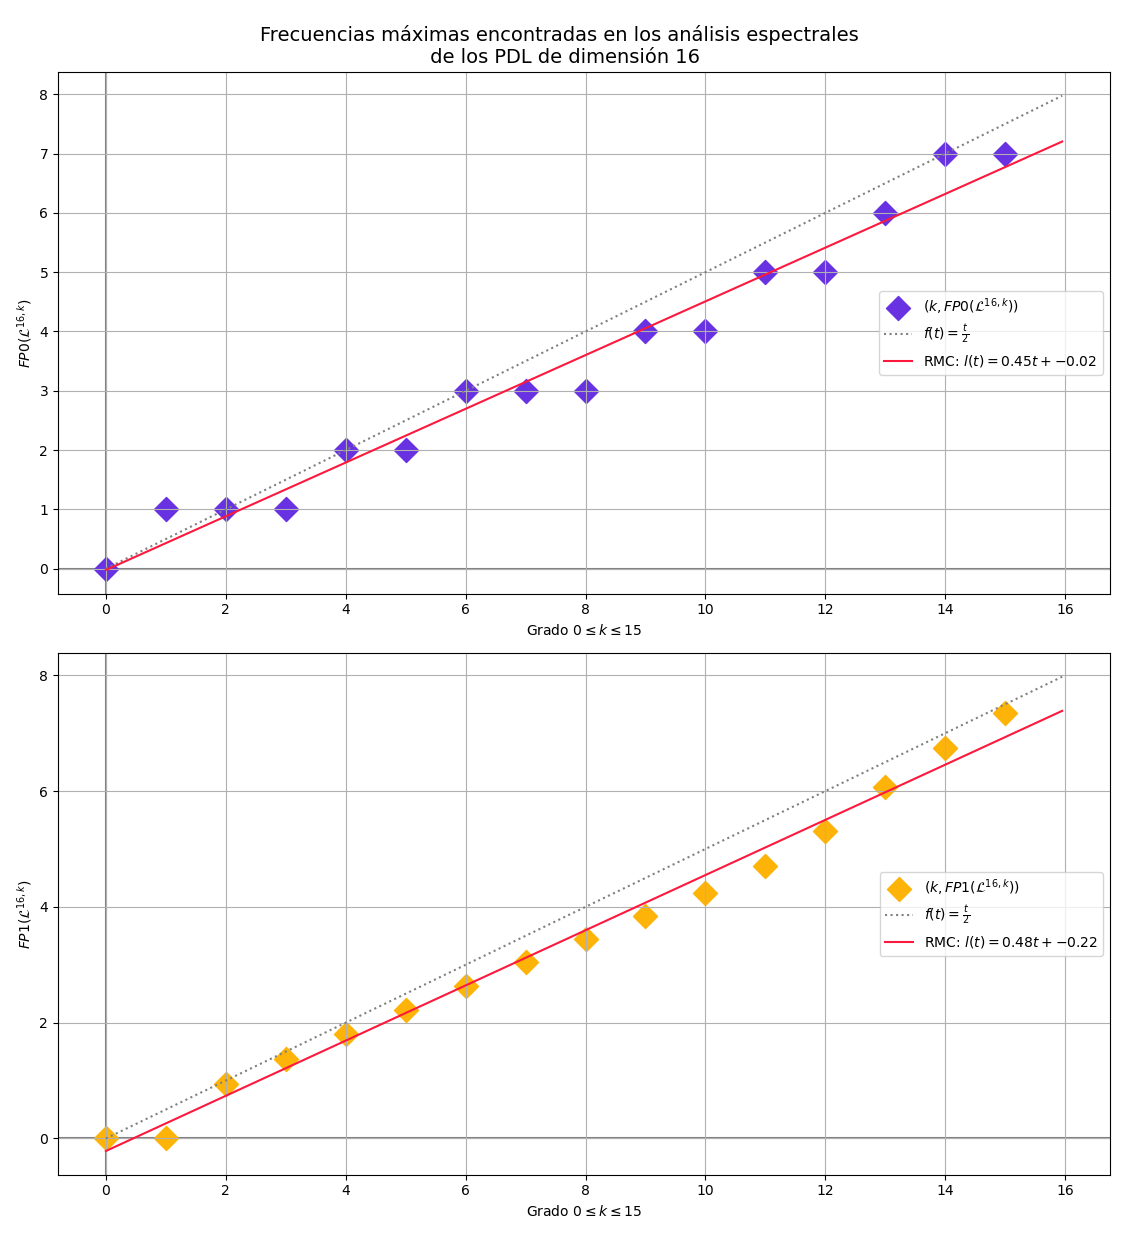 Frecuencias máximas encontradas en los análisis espectrales
de los PDL de dimensión 16
8
7
6
5
4
3
2
1
0
FP0(ℒ^{16,k})
(k, FP0(ℒ^{16,k}))
f(t) = t/2
RMC: l(t) = 0.45t + −0.02
0 2 4 6 8 10 12 14 16
Grado 0 ≤ k ≤ 15
8
6
4
2
0
FP1(ℒ^{16,k})
(k, FP1(ℒ^{16,k}))
f(t) = t/2
RMC: l(t) = 0.48t + −0.22
0 2 4 6 8 10 12 14 16
Grado 0 ≤ k ≤ 15